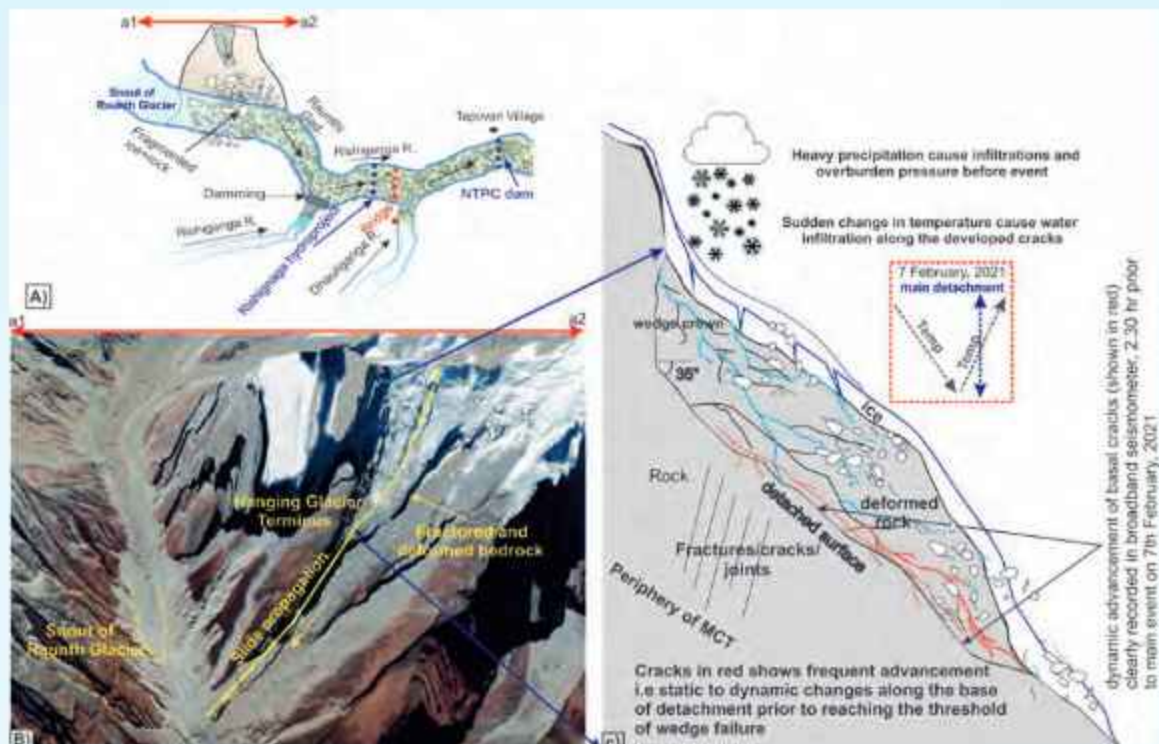 a1
a2
Snout of
Raunth Glacier
Fragmented
ice+rock
Raunthi
Gad
Rishiganga R.
Tapovan Village
Damming
NTPC dam
Rishiganga R.
Bridge
Dhauliganga R.
A)
a1
a2
Hanging Glacier
Terminus
Fractured and
deformed bedrock
Slide propagation
Snout of
Raunth Glacier
B)
Heavy precipitation cause infiltrations and
overburden pressure before event
Sudden change in temperature cause water
infiltration along the developed cracks
7 February, 2021
main detachment
Temp
Temp
wedge crown
35°
ice
Rock
deformed
rock
detached surface
Fractures/cracks/
joints
Periphery of MCT
Cracks in red shows frequent advancement
i.e static to dynamic changes along the base
of detachment prior to reaching the threshold
of wedge failure
C)
dynamic advancement of basal cracks (shown in red)
clearly recorded in broadband seismometer, 2.30 hr prior
to main event on 7th February, 2021